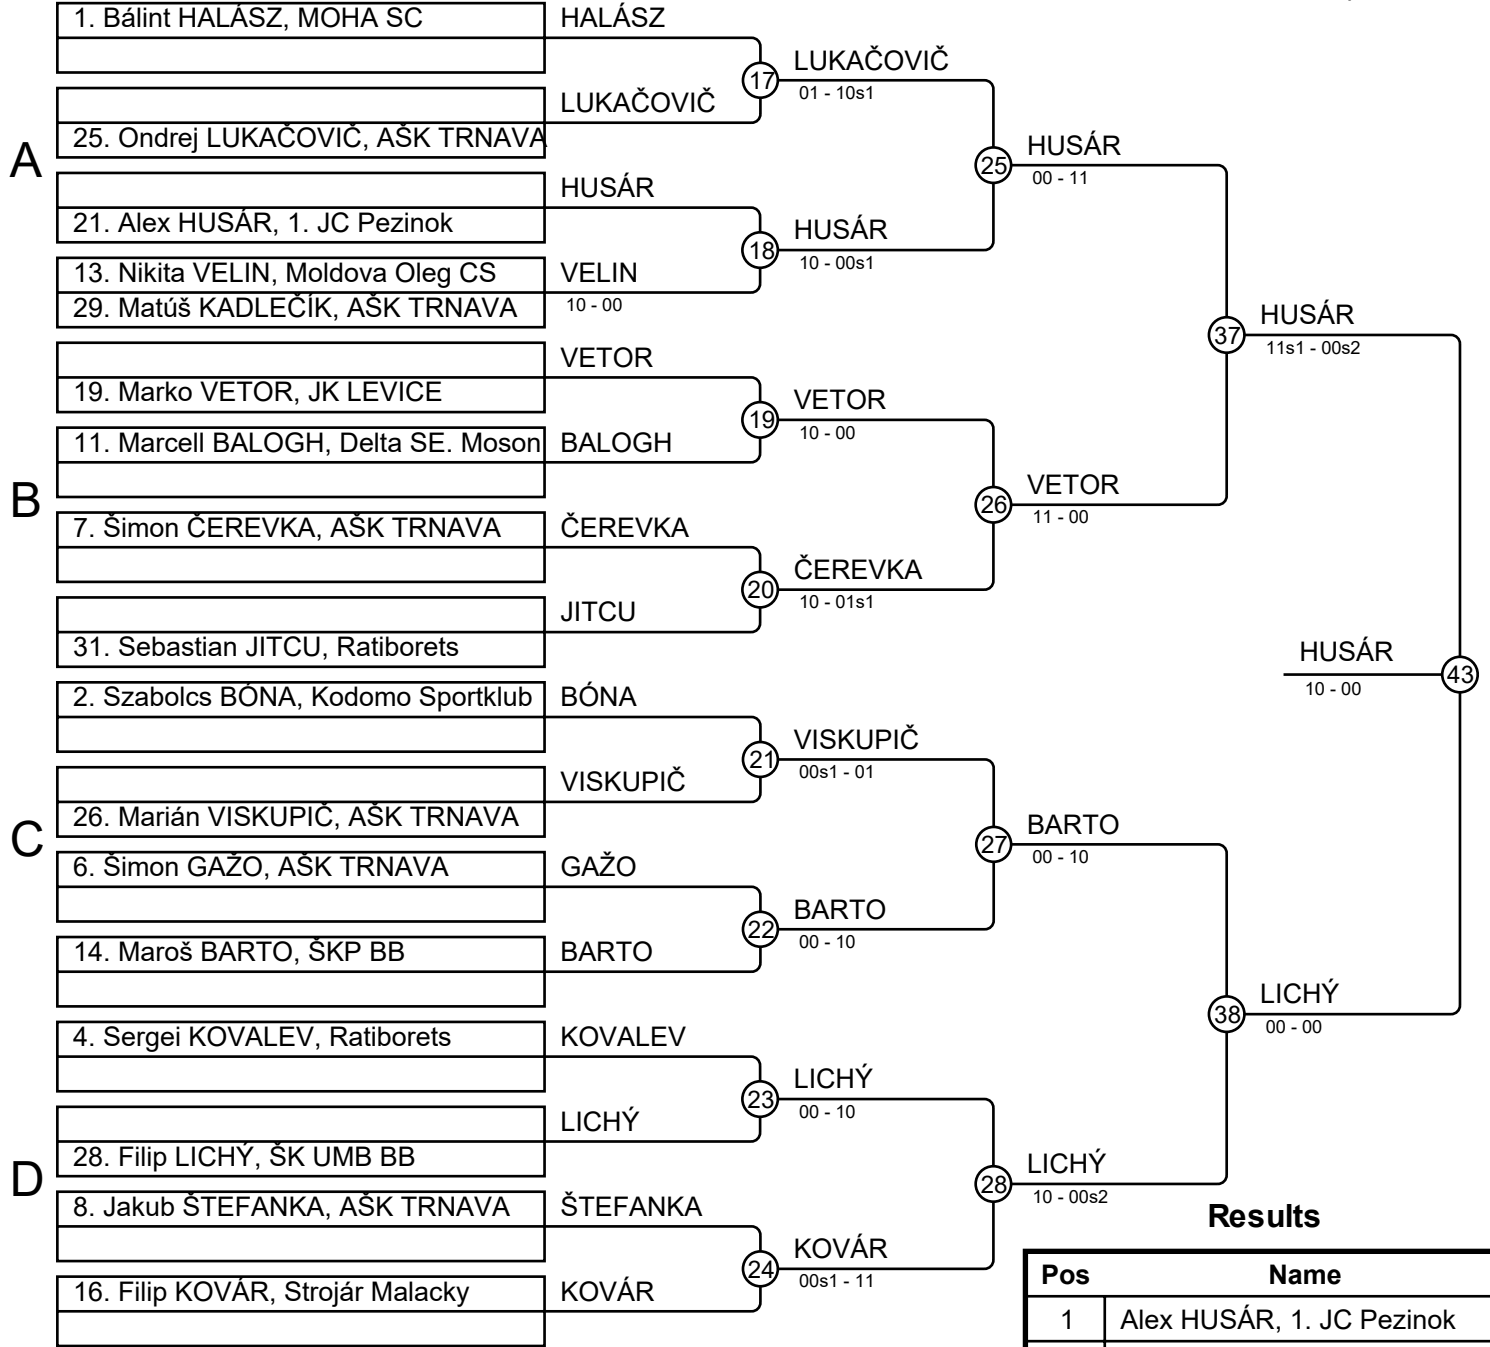 1. Bálint HALÁSZ, MOHA SC
HALÁSZ
17
LUKAČOVIČ
01 - 10s1
LUKAČOVIČ
25. Ondrej LUKAČOVIČ, AŠK TRNAVA
A
25
HUSÁR
00 - 11
HUSÁR
21. Alex HUSÁR, 1. JC Pezinok
18
HUSÁR
10 - 00s1
13. Nikita VELIN, Moldova Oleg CS
VELIN
29. Matúš KADLEČÍK, AŠK TRNAVA
10 - 00
37
HUSÁR
11s1 - 00s2
VETOR
19. Marko VETOR, JK LEVICE
19
VETOR
10 - 00
11. Marcell BALOGH, Delta SE. Moson
BALOGH
B
26
VETOR
11 - 00
7. Šimon ČEREVKA, AŠK TRNAVA
ČEREVKA
20
ČEREVKA
10 - 01s1
JITCU
31. Sebastian JITCU, Ratiborets
HUSÁR
10 - 00
43
2. Szabolcs BÓNA, Kodomo Sportklub
BÓNA
21
VISKUPIČ
00s1 - 01
VISKUPIČ
26. Marián VISKUPIČ, AŠK TRNAVA
C
27
BARTO
00 - 10
6. Šimon GAŽO, AŠK TRNAVA
GAŽO
22
BARTO
00 - 10
14. Maroš BARTO, ŠKP BB
BARTO
38
LICHÝ
00 - 00
4. Sergei KOVALEV, Ratiborets
KOVALEV
23
LICHÝ
00 - 10
LICHÝ
28. Filip LICHÝ, ŠK UMB BB
D
28
LICHÝ
10 - 00s2
8. Jakub ŠTEFANKA, AŠK TRNAVA
ŠTEFANKA
24
KOVÁR
00s1 - 11
16. Filip KOVÁR, Strojár Malacky
KOVÁR
Results
Pos Name
1 Alex HUSÁR, 1. JC Pezinok